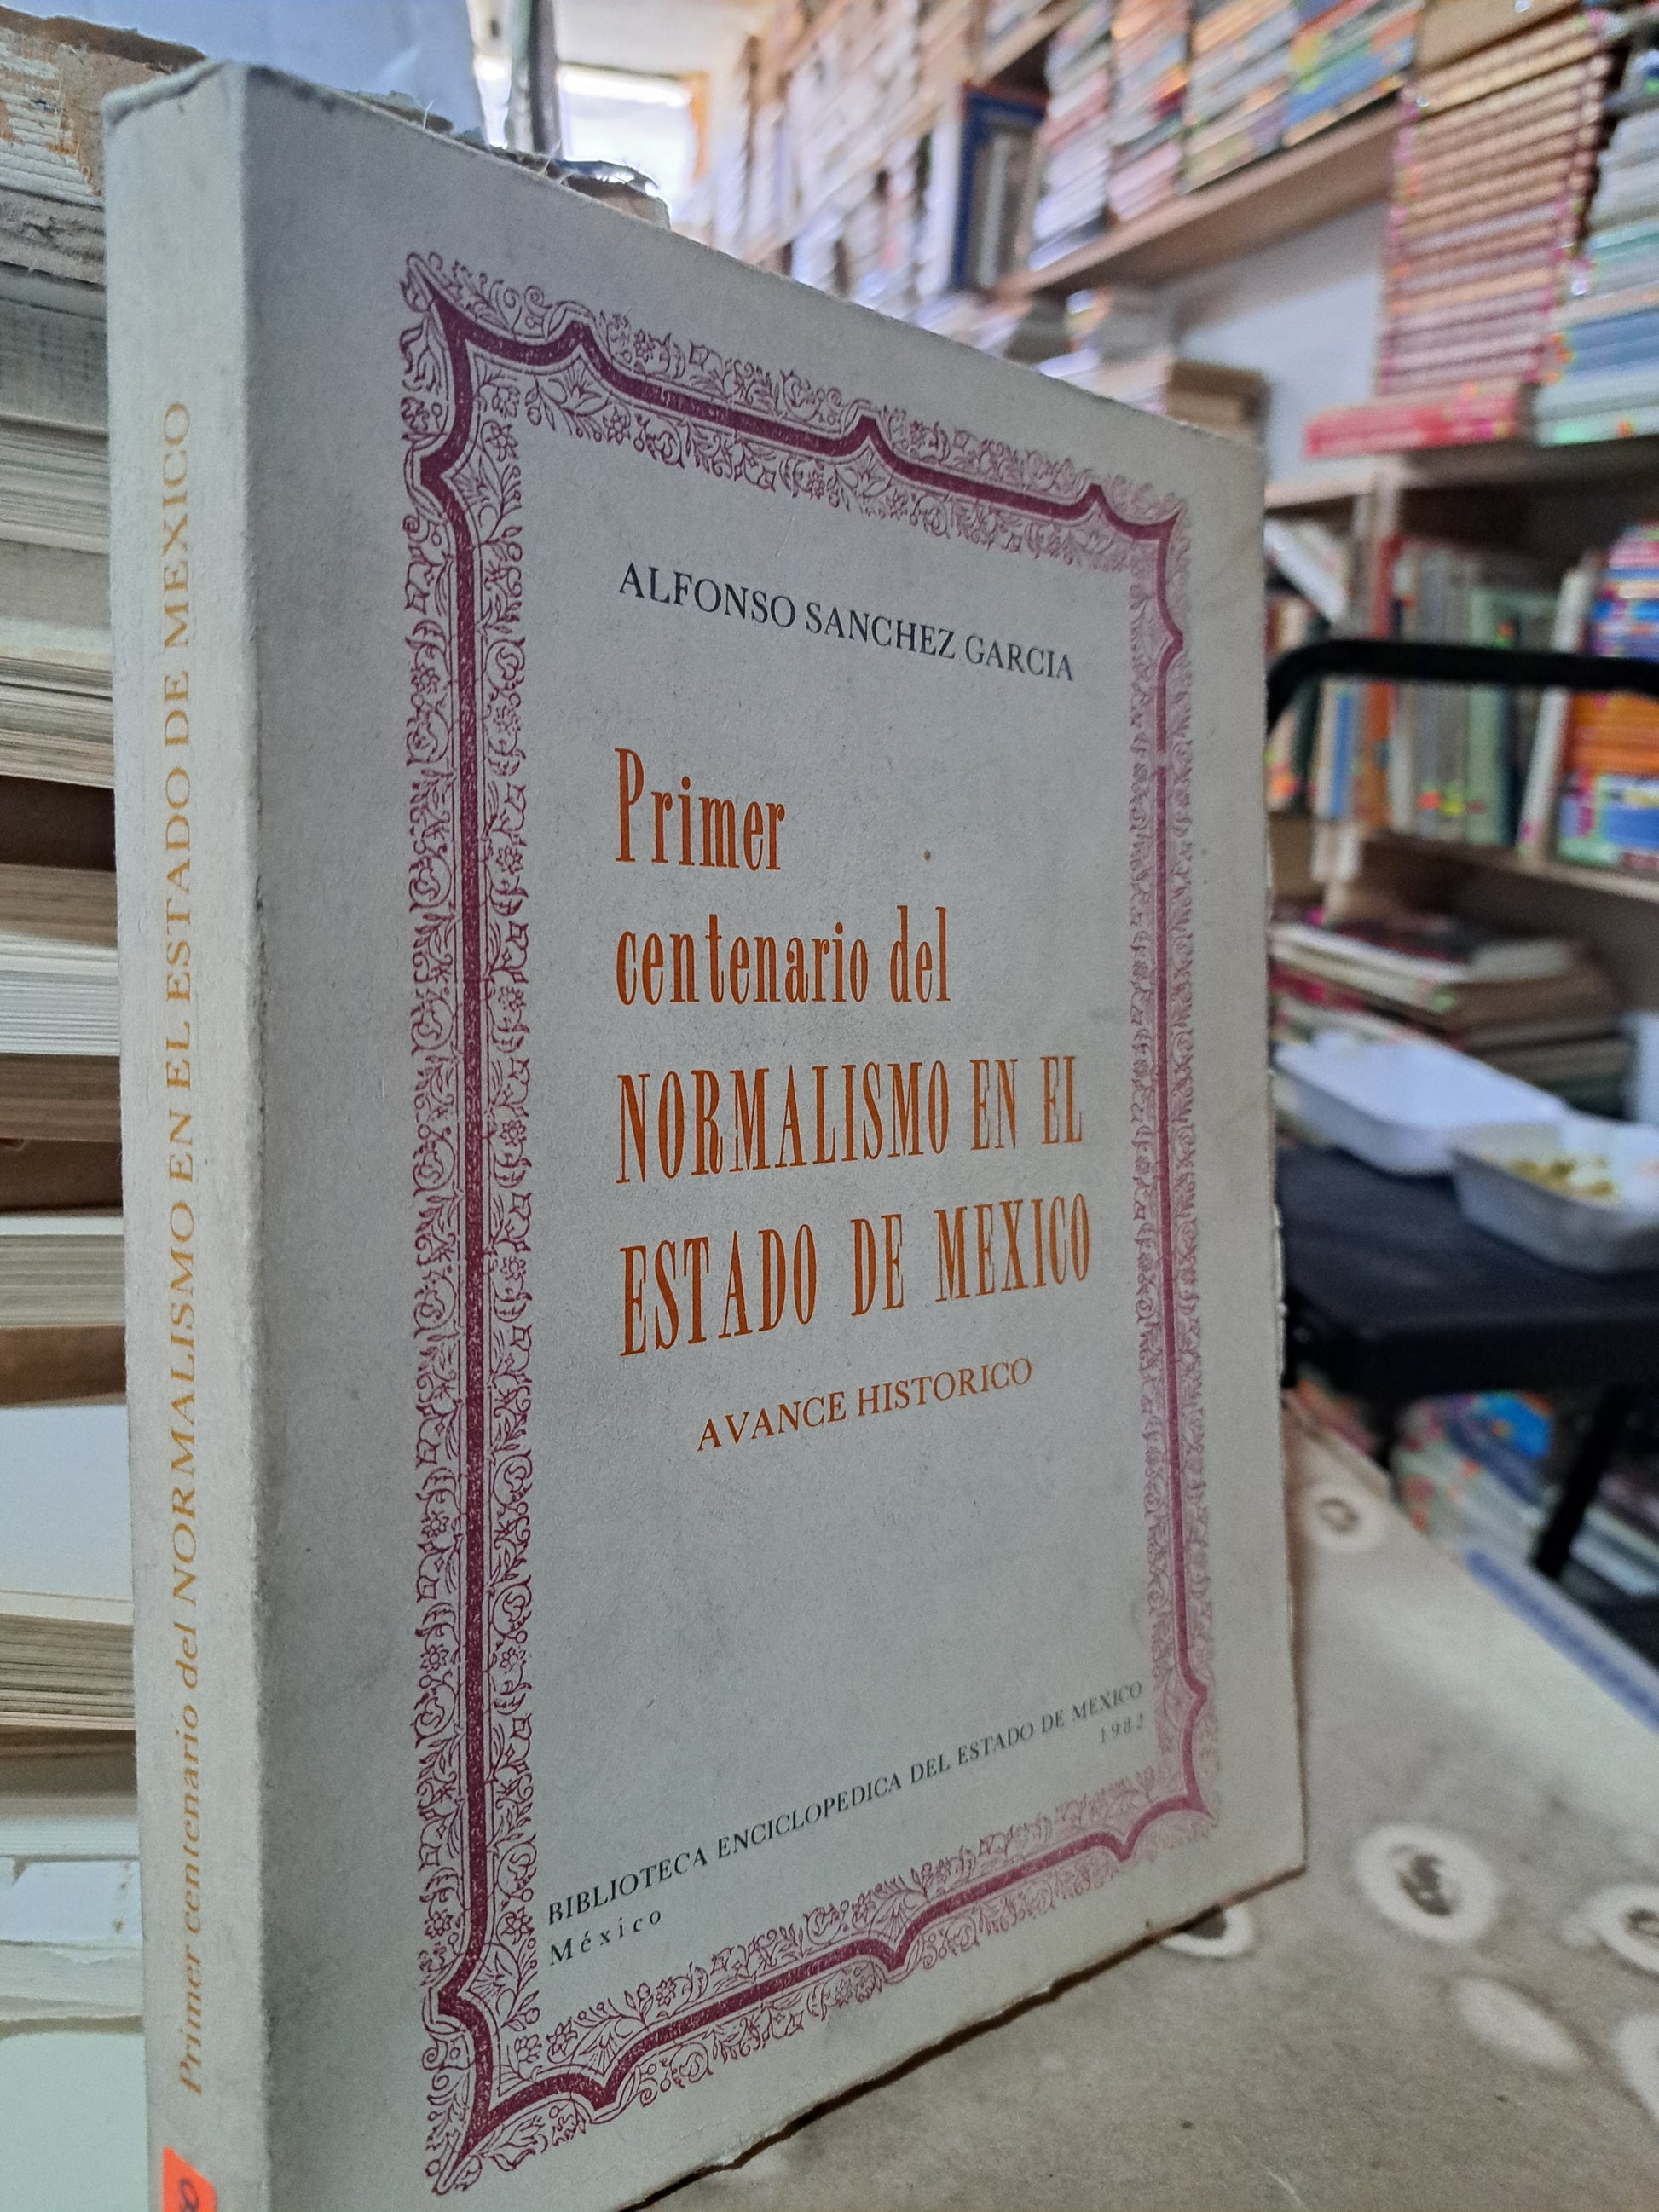 Primer centenario del NORMALISMO EN EL ESTADO DE MEXICO
ALFONSO SANCHEZ GARCIA
Primer
centenario del
NORMALISMO EN EL
ESTADO DE MEXICO
AVANCE HISTORICO
BIBLIOTECA ENCICLOPEDICA DEL ESTADO DE MEXICO
México 1982